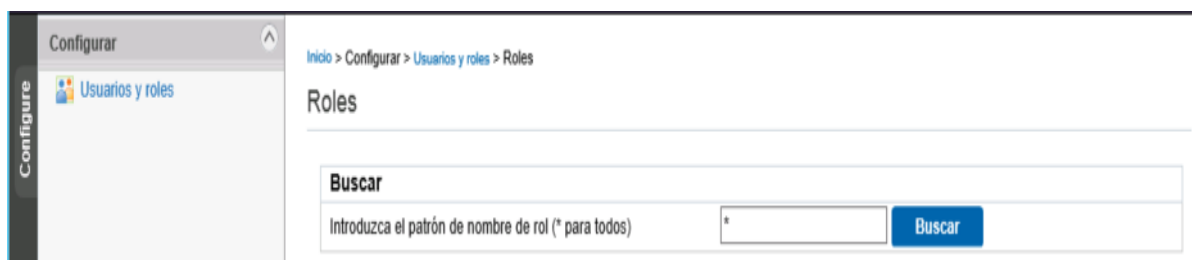 Configure
Configurar
Usuarios y roles
Inicio > Configurar > Usuarios y roles > Roles
Roles
Buscar
Introduzca el patrón de nombre de rol (* para todos) * Buscar